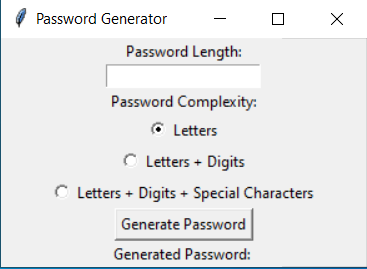 Password Generator
Password Length:
Password Complexity:
Letters
Letters + Digits
Letters + Digits + Special Characters
Generate Password
Generated Password: